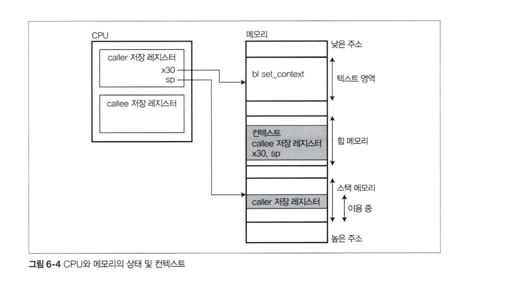 CPU
메모리
caller 저장 레지스터
x30
sp
callee 저장 레지스터
낮은 주소
bl set_context
텍스트 영역
컨텍스트
callee 저장 레지스터
x30, sp
힙 메모리
스택 메모리
caller 저장 레지스터
이용 중
높은 주소
그림 6-4 CPU와 메모리의 상태 및 컨텍스트